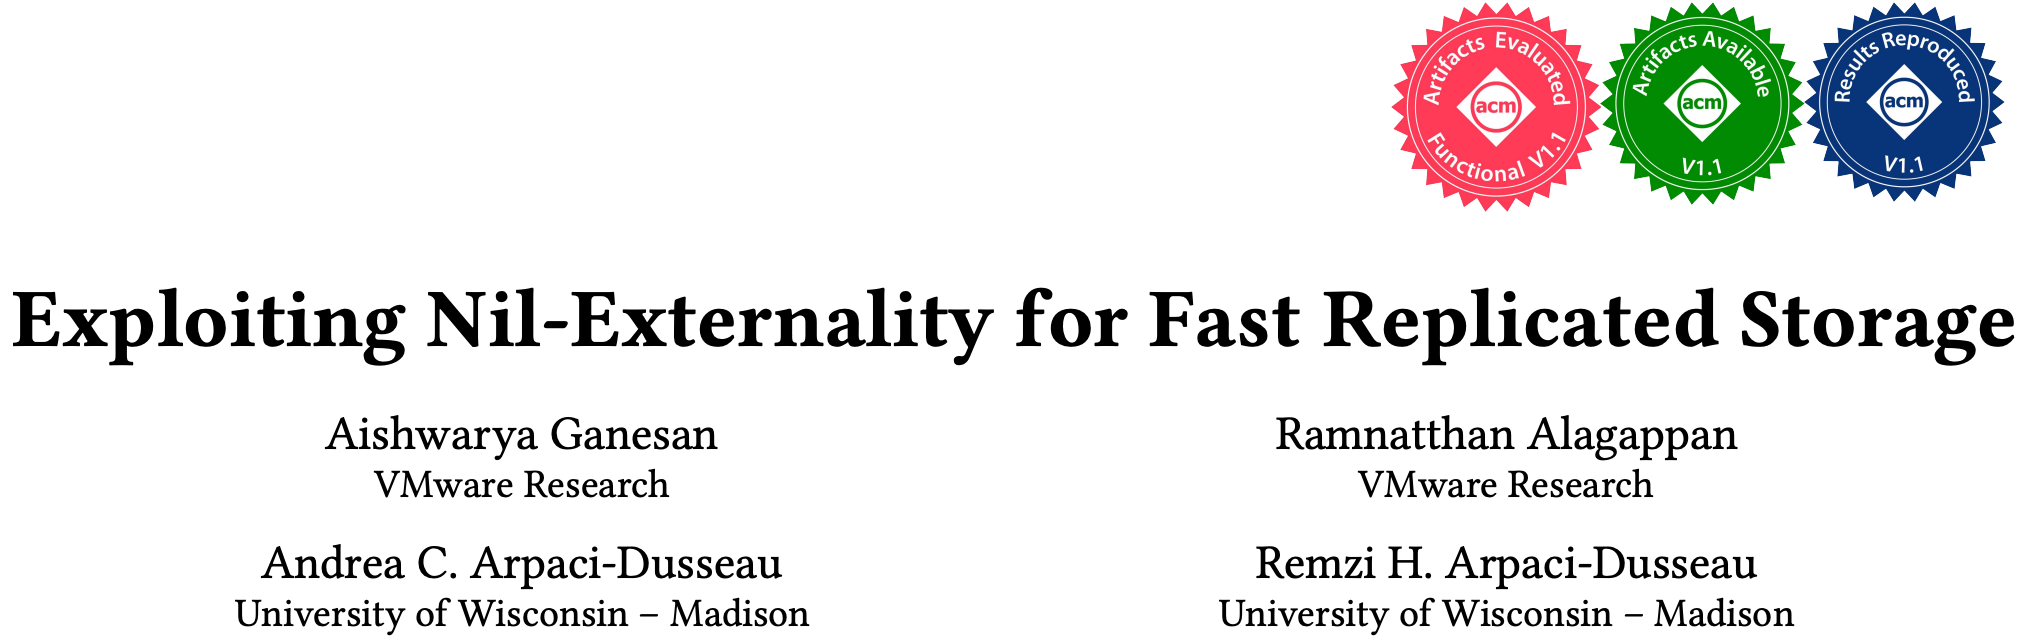 Artifacts Evaluated
acm
Functional V1.1
Artifacts Available
acm
V1.1
Results Reproduced
acm
V1.1
Exploiting Nil-Externality for Fast Replicated Storage
Aishwarya Ganesan
VMware Research
Ramnatthan Alagappan
VMware Research
Andrea C. Arpaci-Dusseau
University of Wisconsin – Madison
Remzi H. Arpaci-Dusseau
University of Wisconsin – Madison